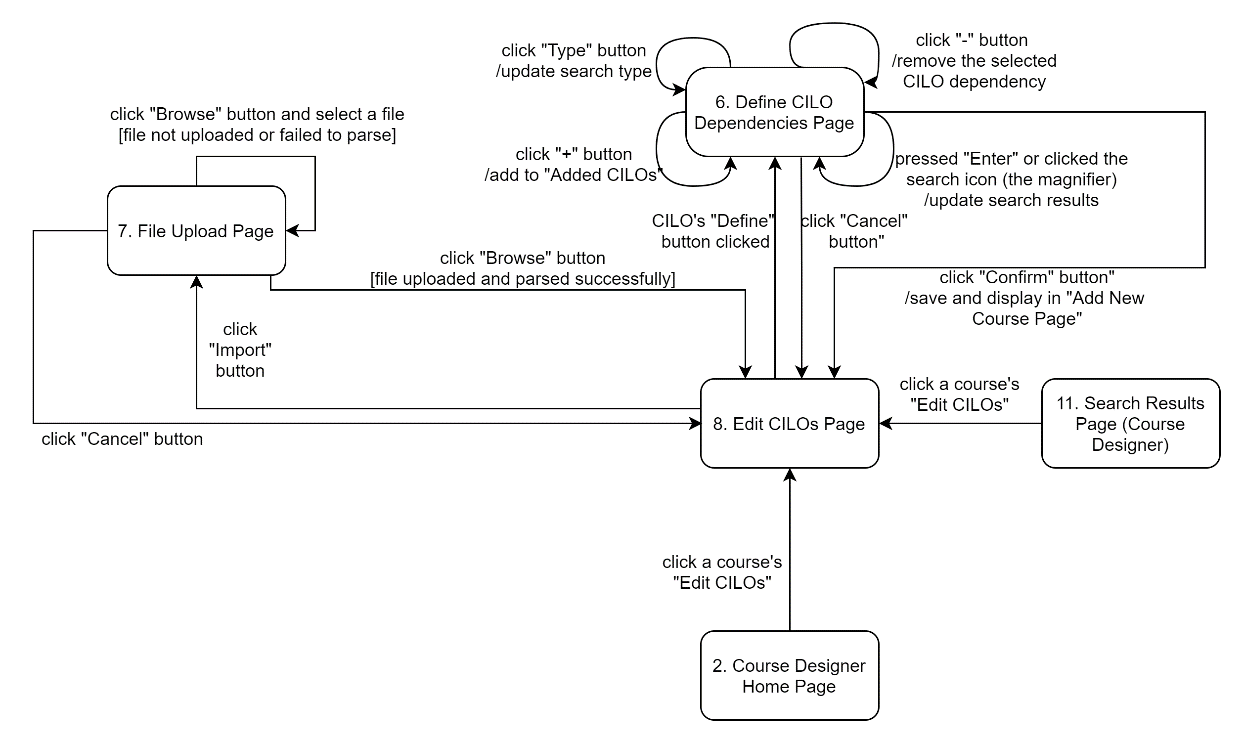 click "Type" button
/update search type
click "-" button
/remove the selected
CILO dependency
6. Define CILO
Dependencies Page
click "Browse" button and select a file
[file not uploaded or failed to parse]
click "+" button
/add to "Added CILOs"
pressed "Enter" or clicked the
search icon (the magnifier)
/update search results
7. File Upload Page
CILO's "Define"
button clicked
click "Cancel"
button"
click "Browse" button
[file uploaded and parsed successfully]
click "Confirm" button"
/save and display in "Add New
Course Page"
click
"Import"
button
click a course's
"Edit CILOs"
8. Edit CILOs Page
11. Search Results
Page (Course
Designer)
click "Cancel" button
click a course's
"Edit CILOs"
2. Course Designer
Home Page